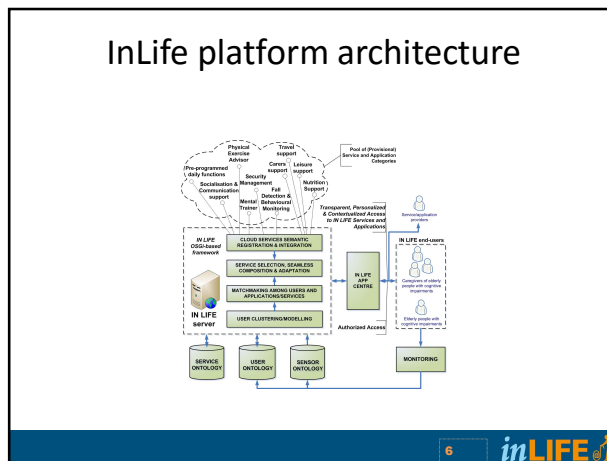 InLife platform architecture
Physical
Exercise
Advisor
Travel
support
Pool of (Provisional)
Service and Application
Categories
Pre-programmed
daily functions
Carers
support
Leisure
support
Security
Management
Socialisation &
Communication
support
Fall
Detection &
Behavioural
Monitoring
Nutrition
Support
Mental
Trainer
Transparent, Personalized
& Contextualized Access
to IN LIFE Services and
Applications
Service/application
providers
IN LIFE
OSGi-based
framework
CLOUD SERVICES SEMANTIC
REGISTRATION & INTEGRATION
SERVICE SELECTION, SEAMLESS
COMPOSITION & ADAPTATION
MATCHMAKING AMONG USERS AND
APPLICATIONS/SERVICES
USER CLUSTERING/MODELLING
IN LIFE
server
IN LIFE
APP
CENTRE
IN LIFE end-users
Caregivers of elderly
people with cognitive
impairments
Elderly people with
cognitive impairments
Authorized Access
SERVICE
ONTOLOGY
USER
ONTOLOGY
SENSOR
ONTOLOGY
MONITORING
6
inLIFE